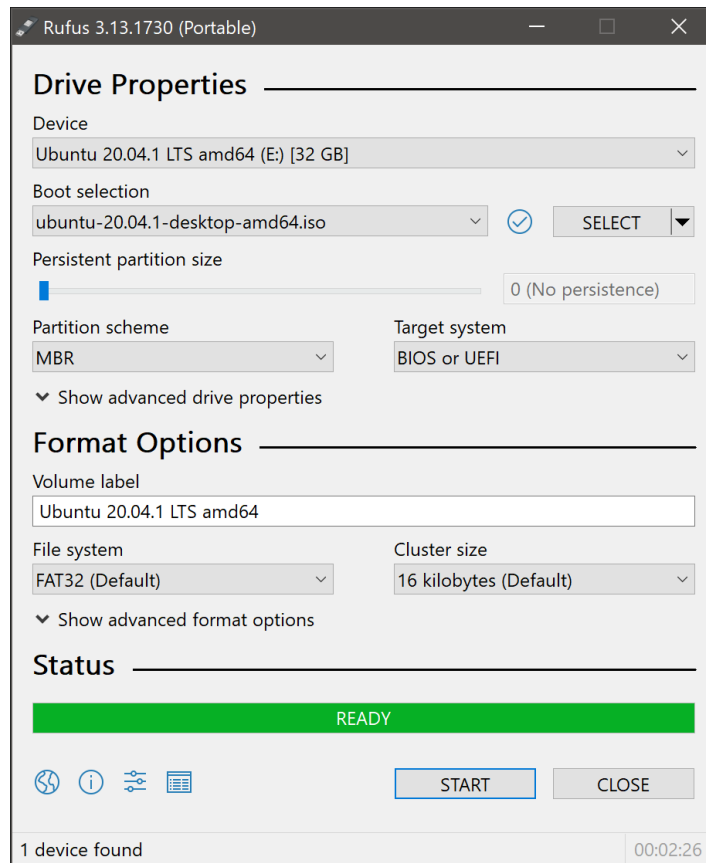 Rufus 3.13.1730 (Portable)
Drive Properties
Device
Ubuntu 20.04.1 LTS amd64 (E:) [32 GB]
Boot selection
ubuntu-20.04.1-desktop-amd64.iso
SELECT
Persistent partition size
0 (No persistence)
Partition scheme
Target system
MBR
BIOS or UEFI
Show advanced drive properties
Format Options
Volume label
Ubuntu 20.04.1 LTS amd64
File system
Cluster size
FAT32 (Default)
16 kilobytes (Default)
Show advanced format options
Status
READY
START
CLOSE
1 device found
00:02:26